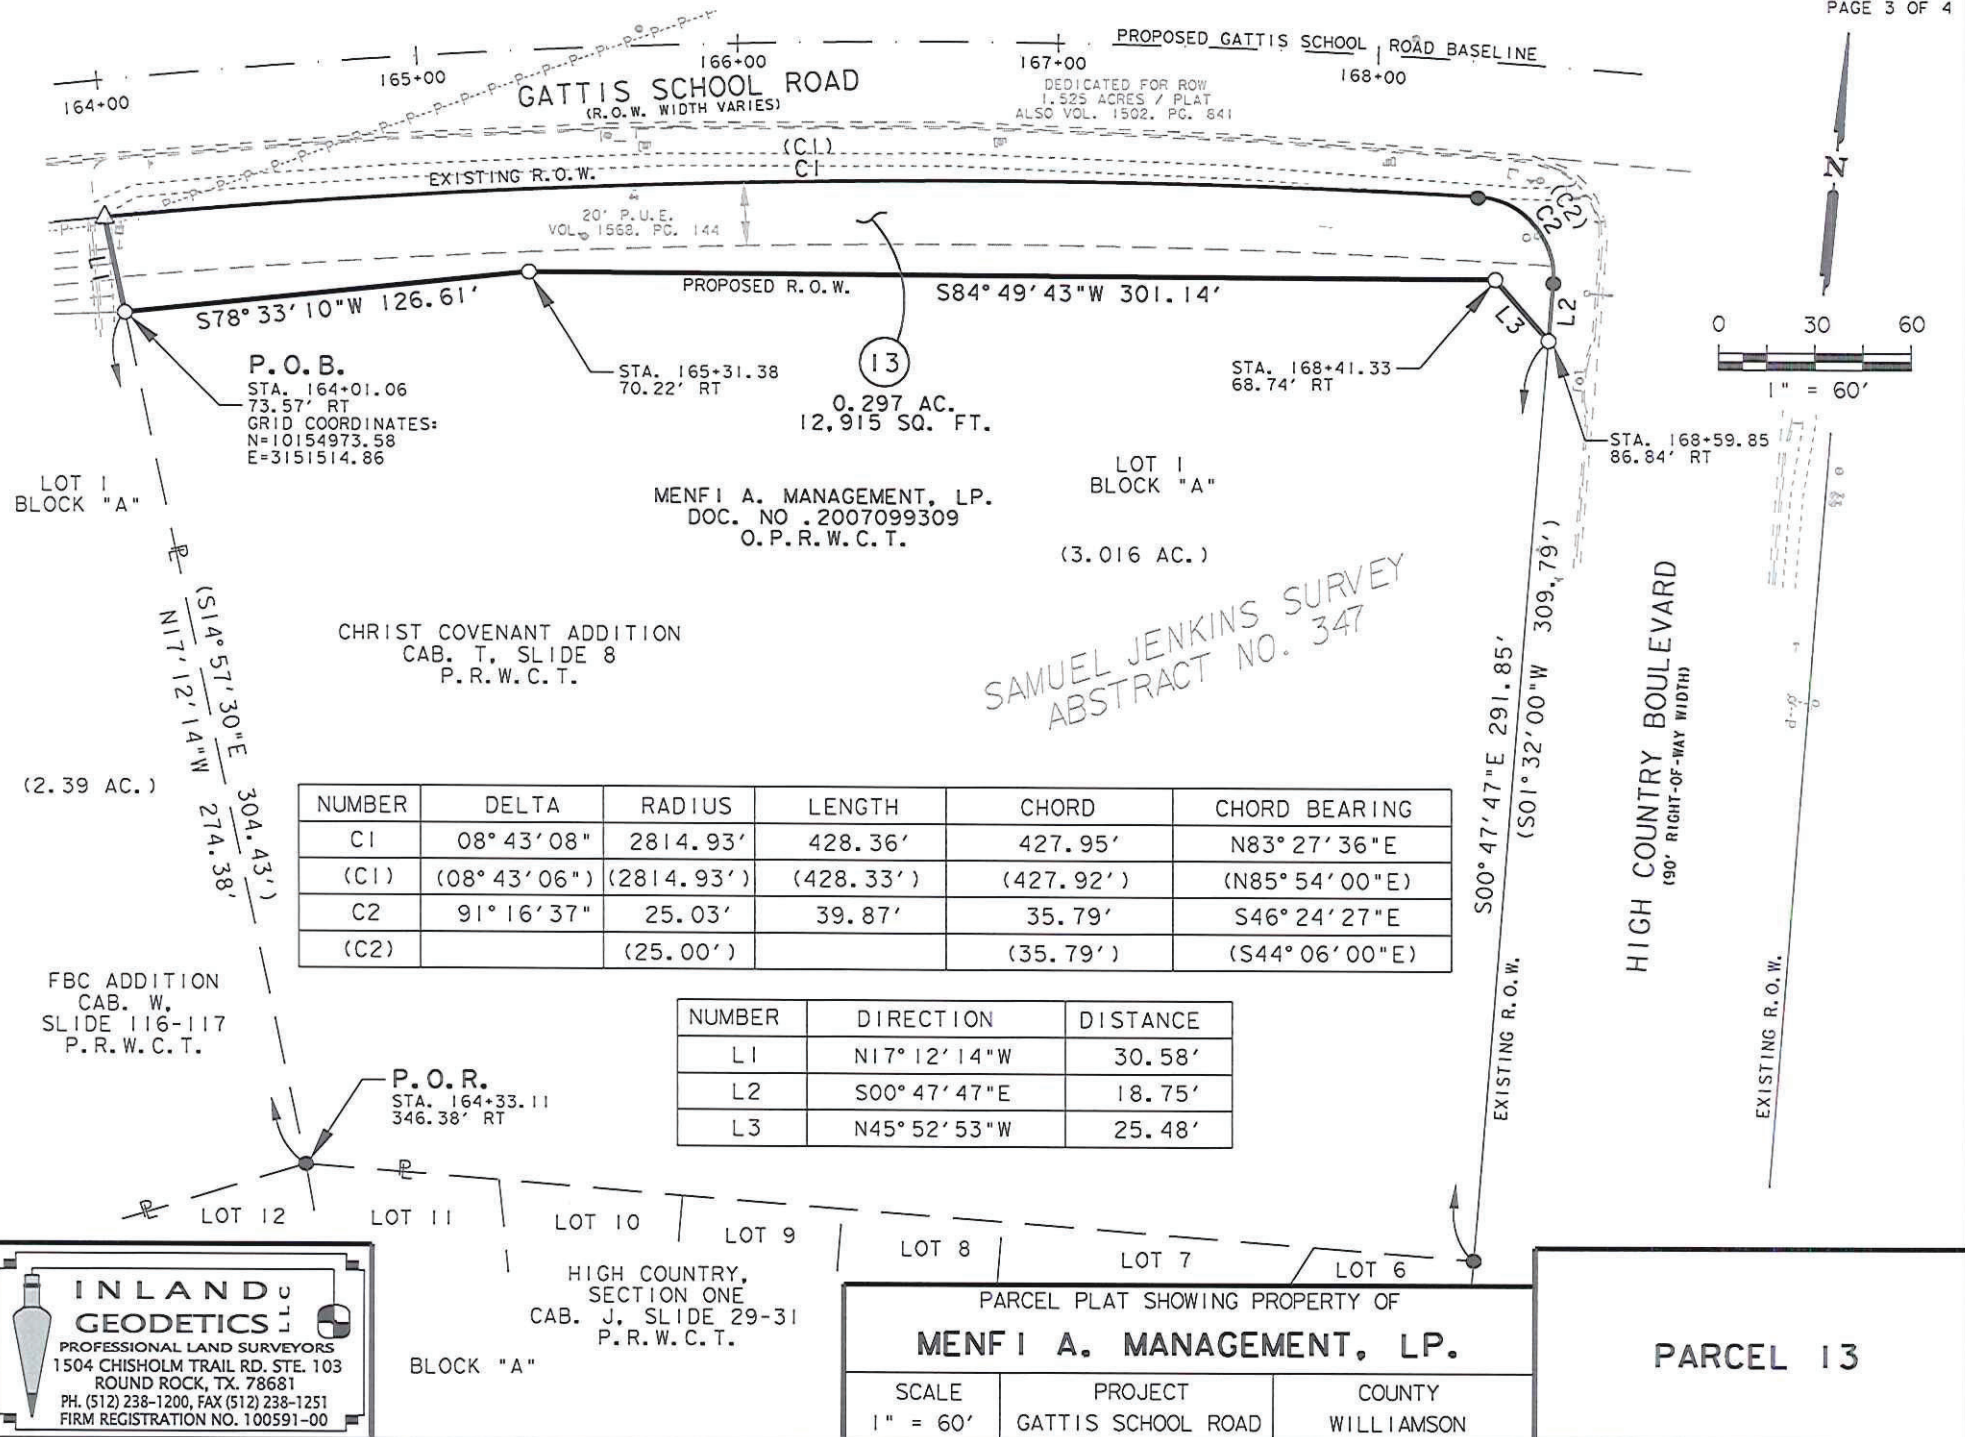 PAGE 3 OF 4
PROPOSED GATTIS SCHOOL ROAD BASELINE
164+00
165+00
166+00
167+00
168+00
GATTIS SCHOOL ROAD
(R.O.W. WIDTH VARIES)
DEDICATED FOR ROW
1.525 ACRES / PLAT
ALSO VOL. 1502. PG. 841
(C1)
C1
EXISTING R.O.W.
20' P.U.E.
VOL. 1568. PG. 144
(C2)
C2
N
L1
L2
L3
S78°33'10"W 126.61'
PROPOSED R.O.W.
S84°49'43"W 301.14'
0 30 60
1" = 60'
P.O.B.
STA. 164+01.06
73.57' RT
GRID COORDINATES:
N=10154973.58
E=3151514.86
STA. 165+31.38
70.22' RT
13
0.297 AC.
12,915 SQ. FT.
STA. 168+41.33
68.74' RT
STA. 168+59.85
86.84' RT
LOT 1
BLOCK "A"
MENFI A. MANAGEMENT, LP.
DOC. NO .2007099309
O.P.R.W.C.T.
LOT 1
BLOCK "A"
(3.016 AC.)
SAMUEL JENKINS SURVEY
ABSTRACT NO. 347
CHRIST COVENANT ADDITION
CAB. T, SLIDE 8
P.R.W.C.T.
(S14°57'30"E 304.43')
N17°12'14"W 274.38'
S00°47'47"E 291.85'
(S01°32'00"W 309.79')
HIGH COUNTRY BOULEVARD
(90' RIGHT-OF-WAY WIDTH)
EXISTING R.O.W.
EXISTING R.O.W.
(2.39 AC.)
NUMBER DELTA RADIUS LENGTH CHORD CHORD BEARING
C1 08°43'08" 2814.93' 428.36' 427.95' N83°27'36"E
(C1) (08°43'06") (2814.93') (428.33') (427.92') (N85°54'00"E)
C2 91°16'37" 25.03' 39.87' 35.79' S46°24'27"E
(C2) (25.00') (35.79') (S44°06'00"E)
FBC ADDITION
CAB. W,
SLIDE 116-117
P.R.W.C.T.
NUMBER DIRECTION DISTANCE
L1 N17°12'14"W 30.58'
L2 S00°47'47"E 18.75'
L3 N45°52'53"W 25.48'
P.O.R.
STA. 164+33.11
346.38' RT
LOT 12
LOT 11
LOT 10
LOT 9
LOT 8
LOT 7
LOT 6
HIGH COUNTRY,
SECTION ONE
CAB. J, SLIDE 29-31
P.R.W.C.T.
BLOCK "A"
INLAND
GEODETICS LLC
PROFESSIONAL LAND SURVEYORS
1504 CHISHOLM TRAIL RD. STE. 103
ROUND ROCK, TX. 78681
PH. (512) 238-1200, FAX (512) 238-1251
FIRM REGISTRATION NO. 100591-00
PARCEL PLAT SHOWING PROPERTY OF
MENFI A. MANAGEMENT, LP.
SCALE
1" = 60'
PROJECT
GATTIS SCHOOL ROAD
COUNTY
WILLIAMSON
PARCEL 13